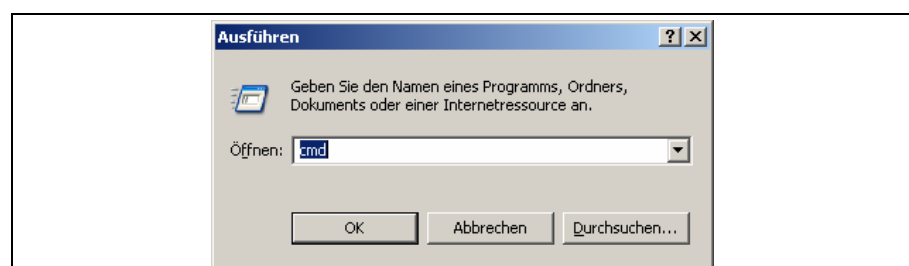 Ausführen
Geben Sie den Namen eines Programms, Ordners,
Dokuments oder einer Internetressource an.
Öffnen: cmd
OK Abbrechen Durchsuchen...